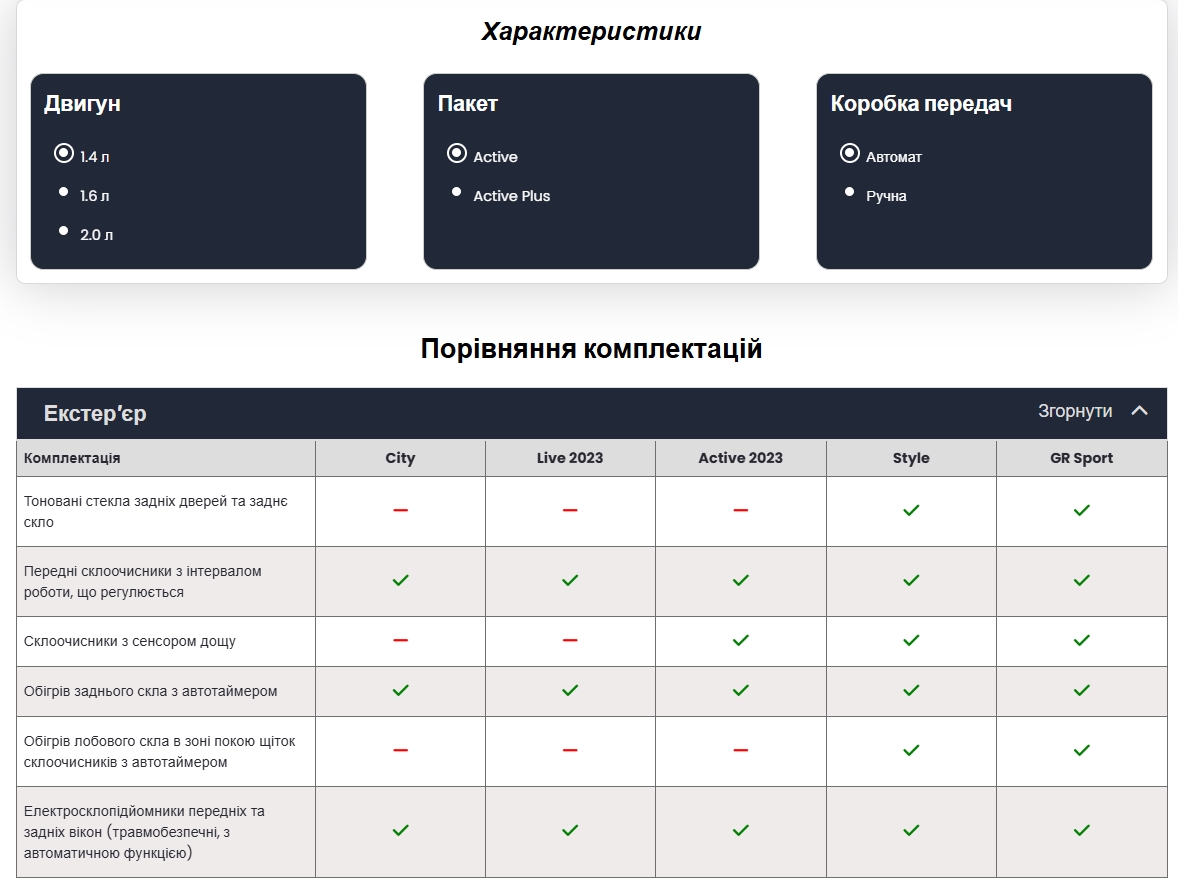 Характеристики
Двигун
1.4 л
1.6 л
2.0 л
Пакет
Active
Active Plus
Коробка передач
Автомат
Ручна
Порівняння комплектацій
Екстер’єр
Згорнути
Комплектація City Live 2023 Active 2023 Style GR Sport
Тоновані стекла задніх дверей та заднє
скло
Передні склоочисники з інтервалом
роботи, що регулюється
Склоочисники з сенсором дощу
Обігрів заднього скла з автотаймером
Обігрів лобового скла в зоні покою щіток
склоочисників з автотаймером
Електросклопідйомники передніх та
задніх вікон (травмобезпечні, з
автоматичною функцією)